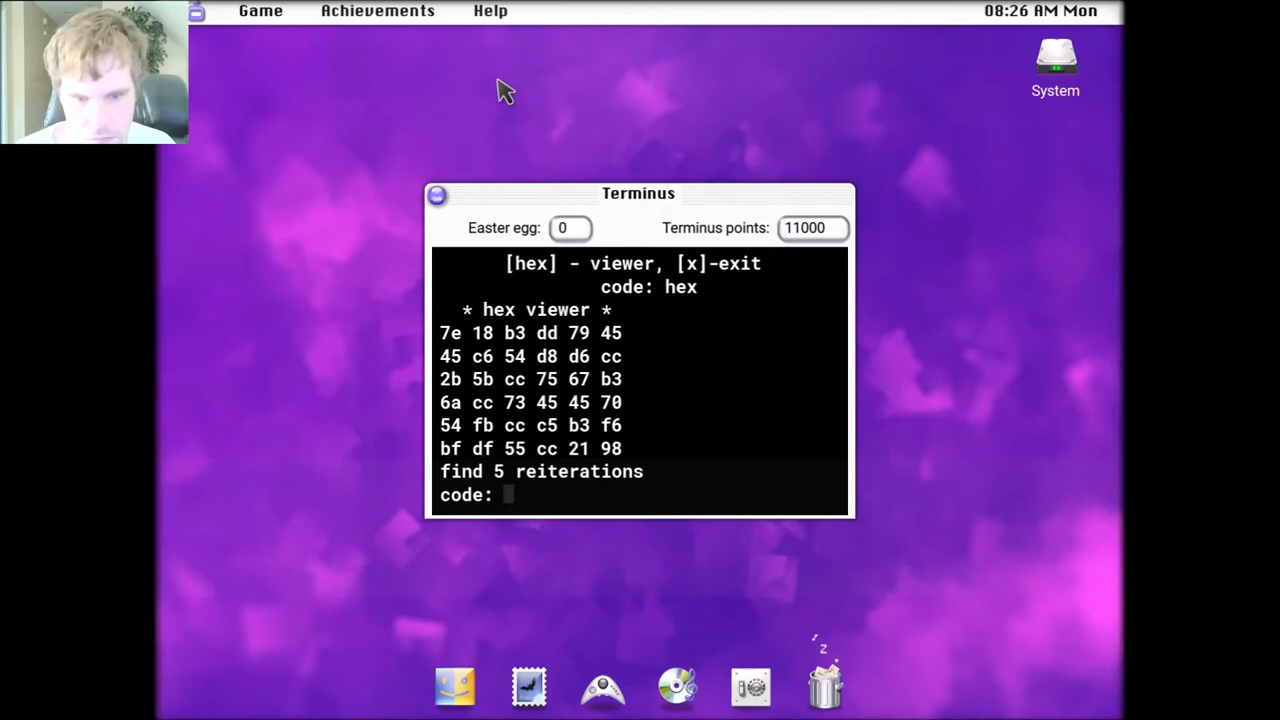 Game Achievements Help 08:26 AM Mon
System
Terminus
Easter egg: 0 Terminus points: 11000
[hex] - viewer, [x]-exit
code: hex
* hex viewer *
7e 18 b3 dd 79 45
45 c6 54 d8 d6 cc
2b 5b cc 75 67 b3
6a cc 73 45 45 70
54 fb cc c5 b3 f6
bf df 55 cc 21 98
find 5 reiterations
code:
z